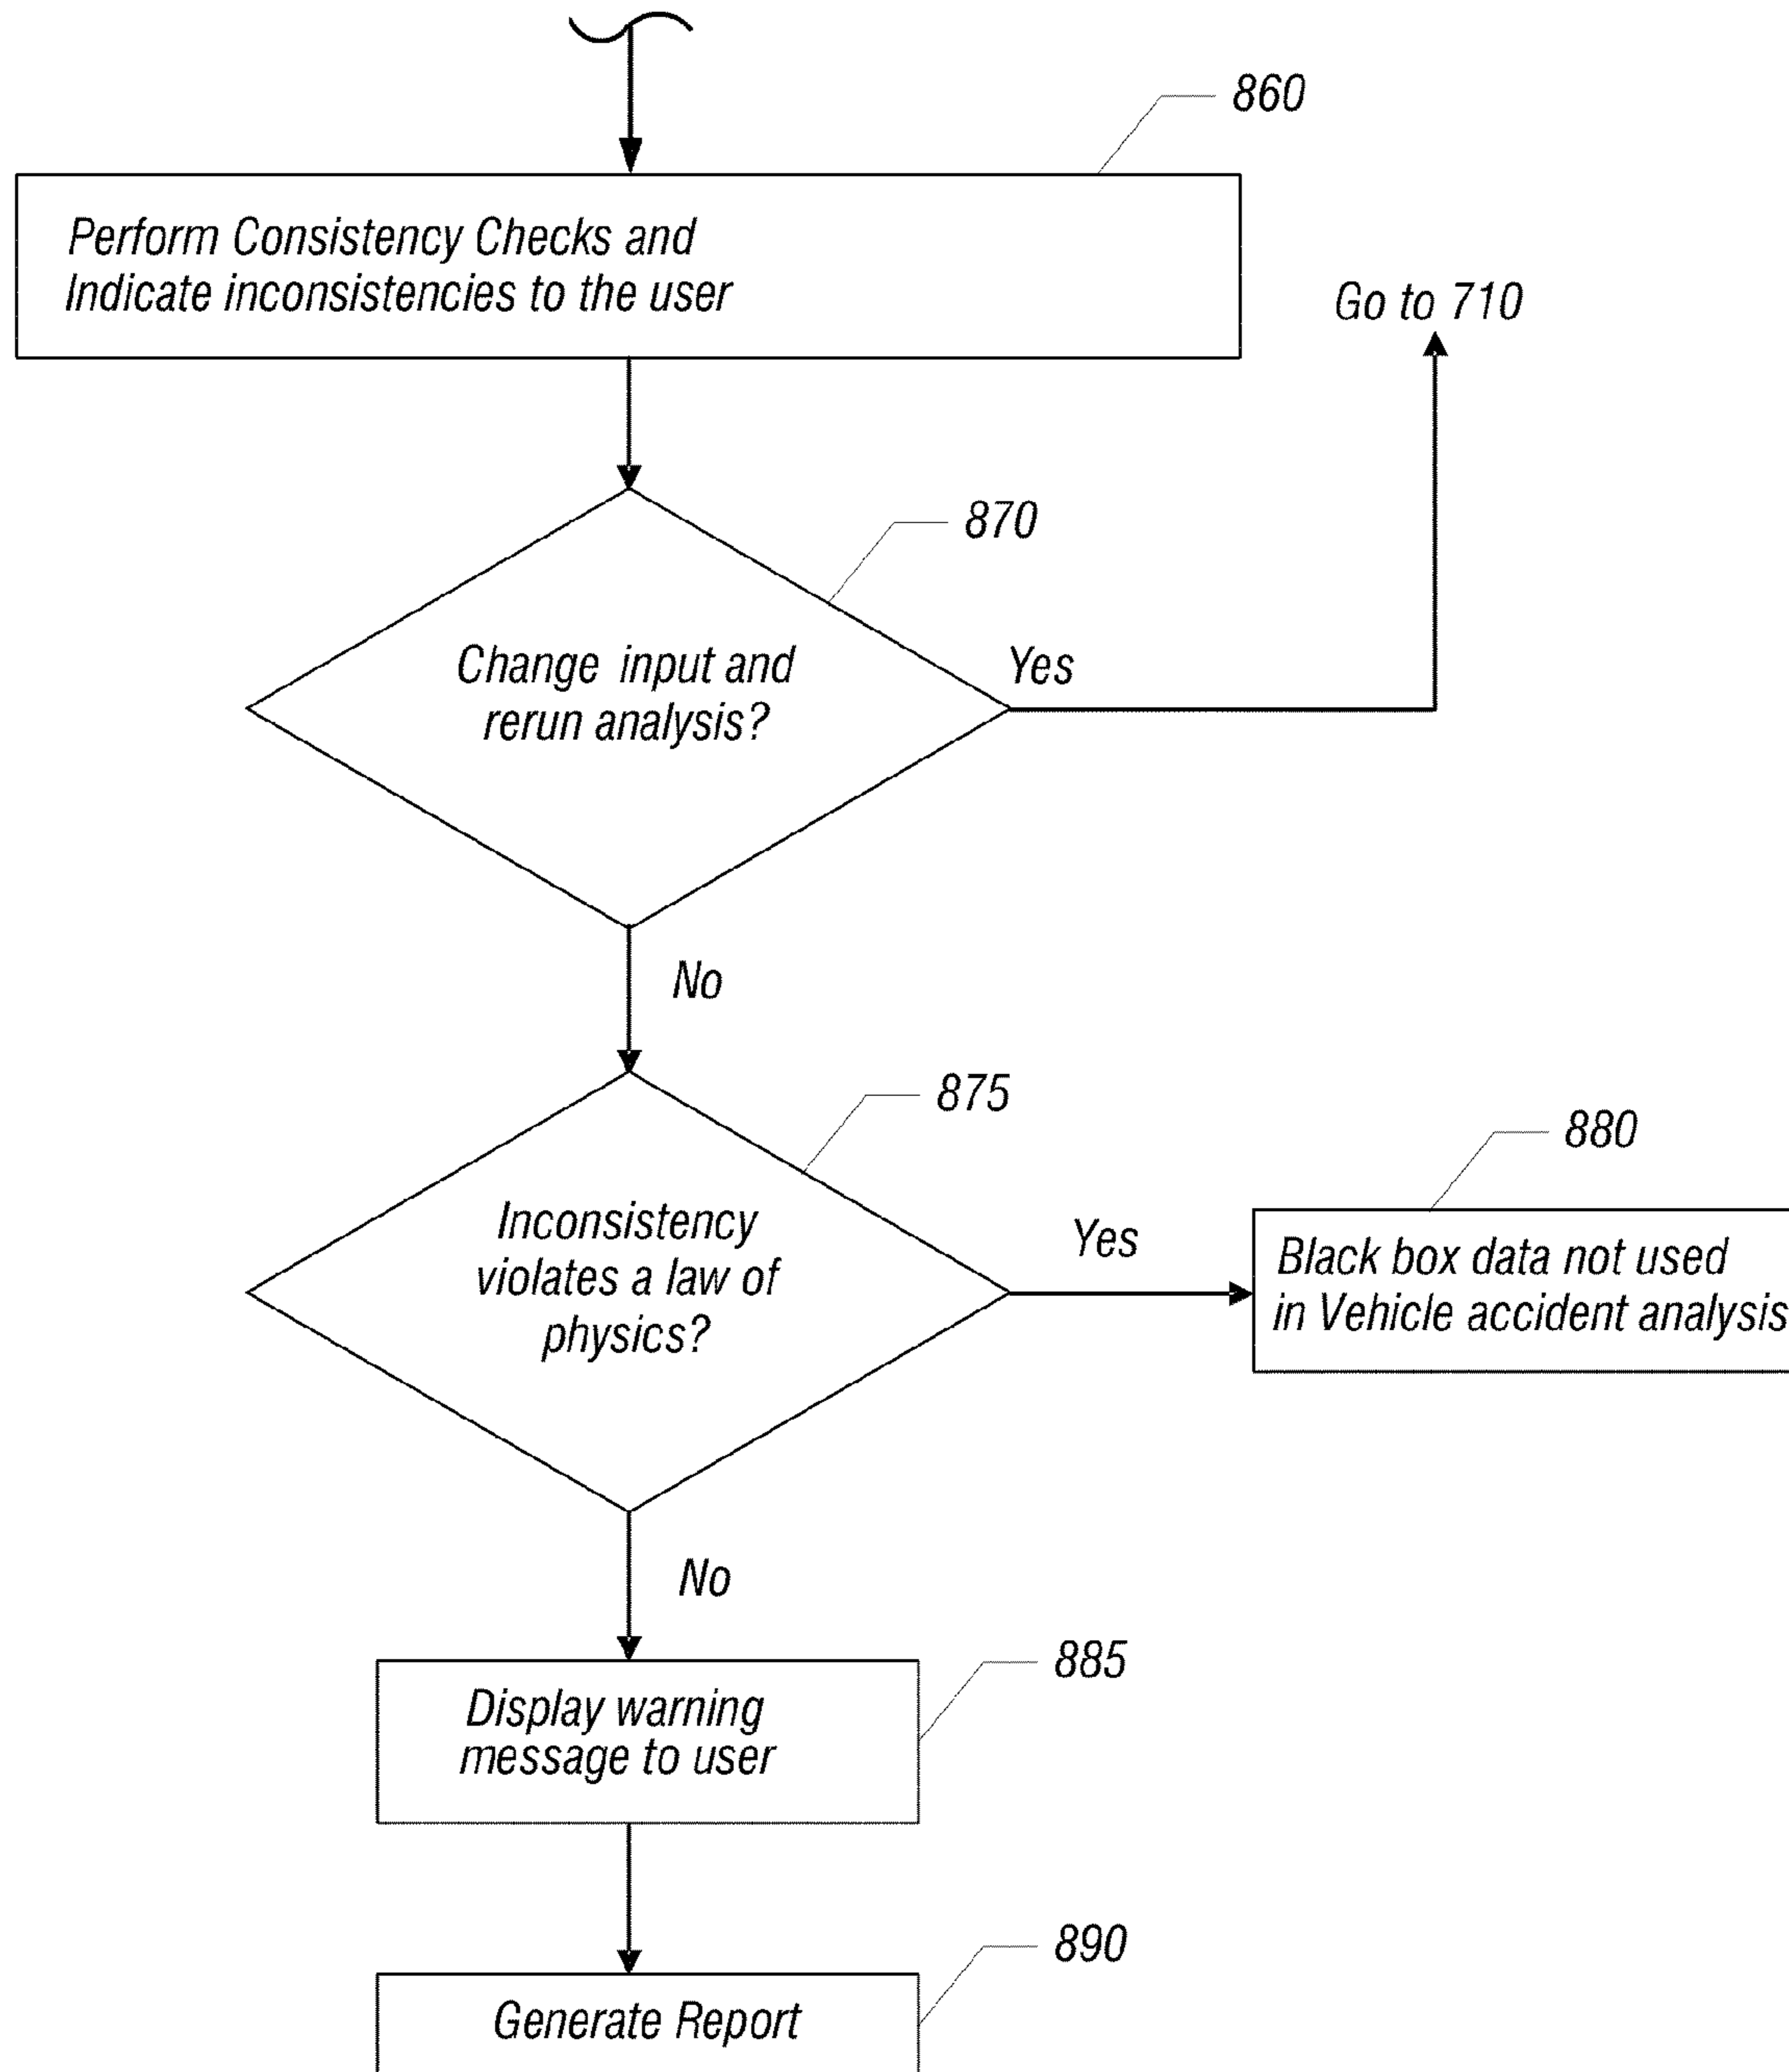 860
Perform Consistency Checks and
Indicate inconsistencies to the user
Go to 710
870
Change input and
rerun analysis?
Yes
No
875
Inconsistency
violates a law of
physics?
Yes
880
Black box data not used
in Vehicle accident analysis
No
885
Display warning
message to user
890
Generate Report